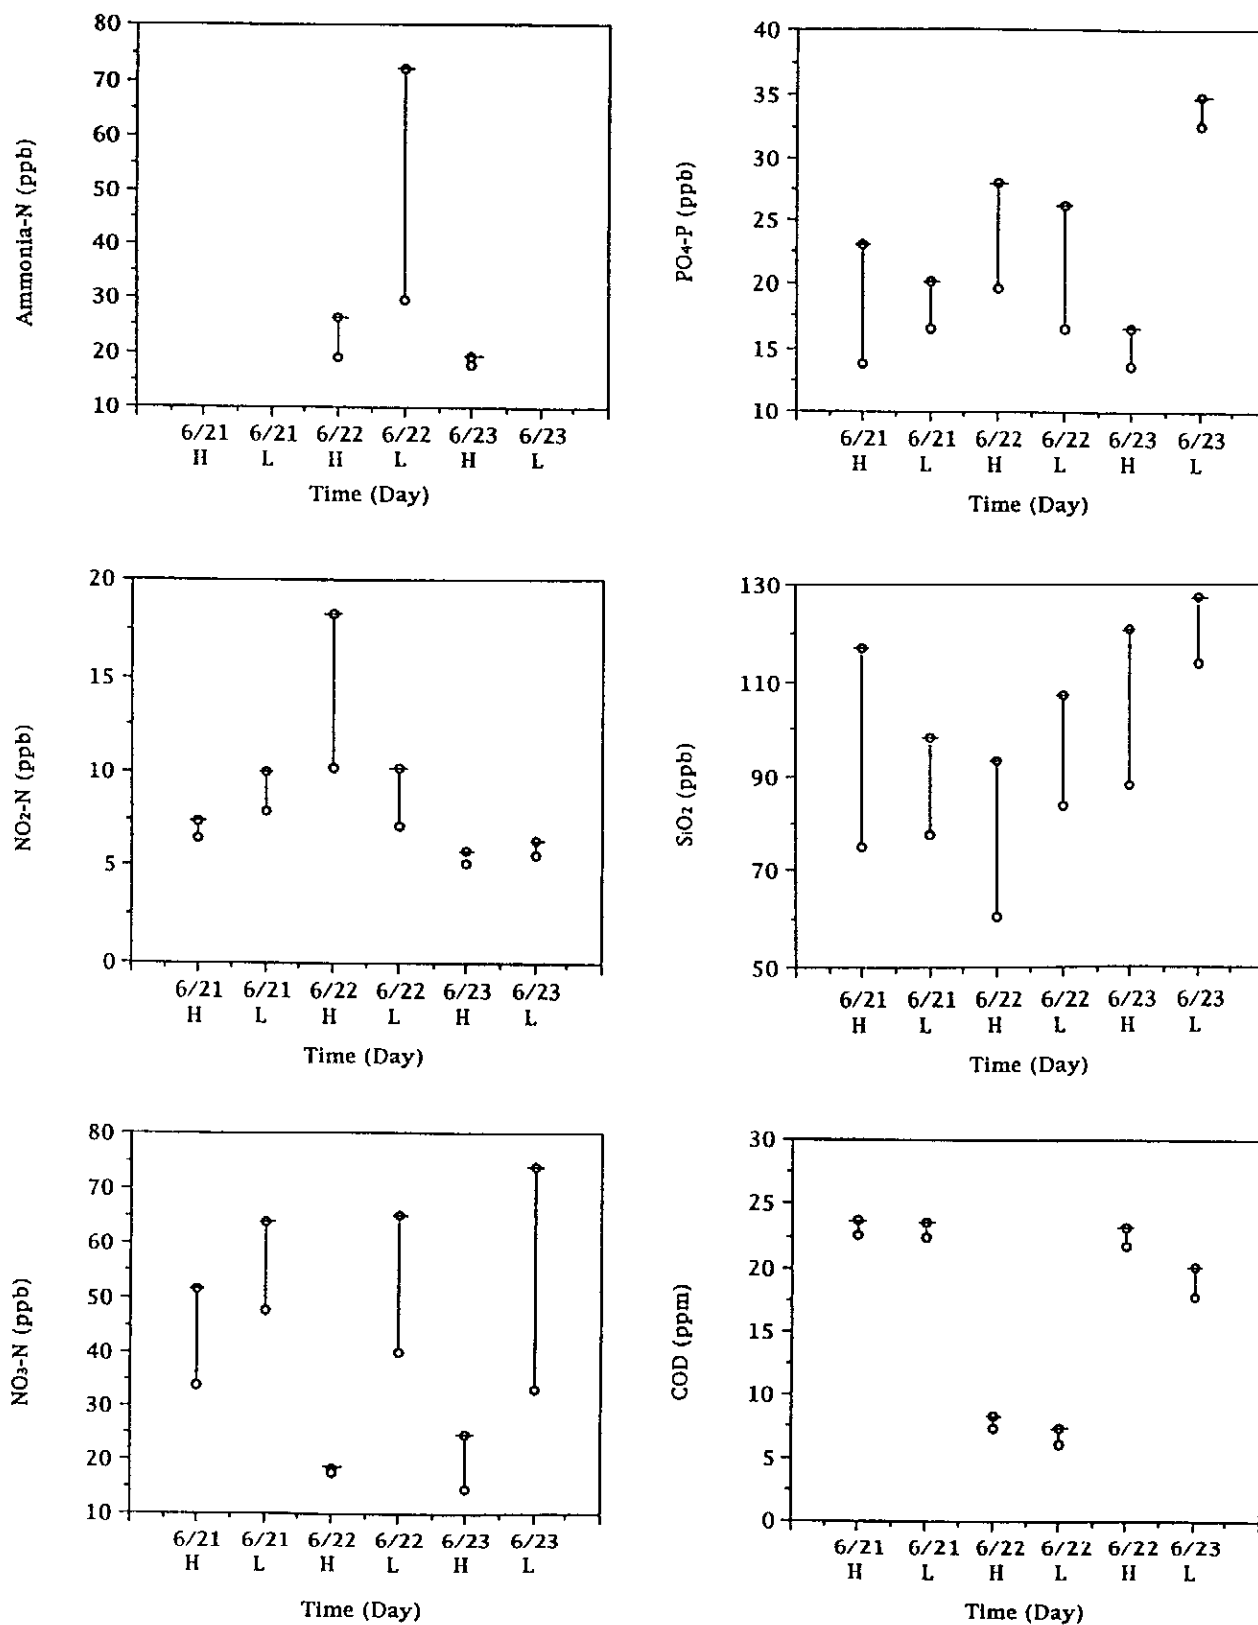 80
70
60
50
40
30
20
10
Ammonia-N (ppb)
6/21 6/21 6/22 6/22 6/23 6/23
H L H L H L
Time (Day)
40
35
30
25
20
15
10
PO4-P (ppb)
6/21 6/21 6/22 6/22 6/23 6/23
H L H L H L
Time (Day)
20
15
10
5
0
NO2-N (ppb)
6/21 6/21 6/22 6/22 6/23 6/23
H L H L H L
Time (Day)
130
110
90
70
50
SiO2 (ppb)
6/21 6/21 6/22 6/22 6/23 6/23
H L H L H L
Time (Day)
80
70
60
50
40
30
20
10
NO3-N (ppb)
6/21 6/21 6/22 6/22 6/23 6/23
H L H L H L
Time (Day)
30
25
20
15
10
5
0
COD (ppm)
6/21 6/21 6/22 6/22 6/22 6/23
H L H L H L
Time (Day)